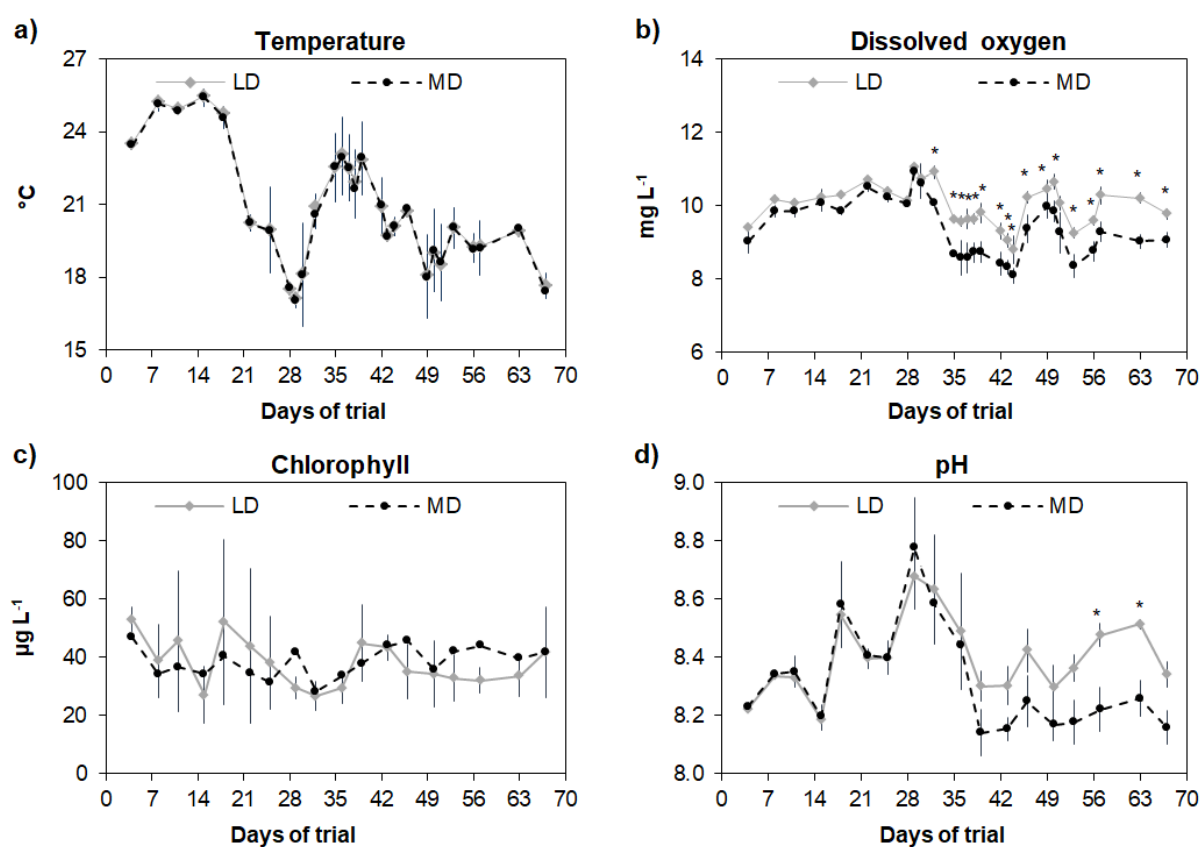 a) Temperature
27
LD MD
24
°C
21
18
15
0 7 14 21 28 35 42 49 56 63 70
Days of trial
b) Dissolved oxygen
14
LD MD
12
* * * * * * * * * * * * * * * * *
10
mg L-1
8
6
0 7 14 21 28 35 42 49 56 63 70
Days of trial
c) Chlorophyll
100
LD MD
80
60
µg L-1
40
20
0
0 7 14 21 28 35 42 49 56 63 70
Days of trial
d) pH
9.0
LD MD
8.8
8.6
* *
8.4
8.2
8.0
0 7 14 21 28 35 42 49 56 63 70
Days of trial